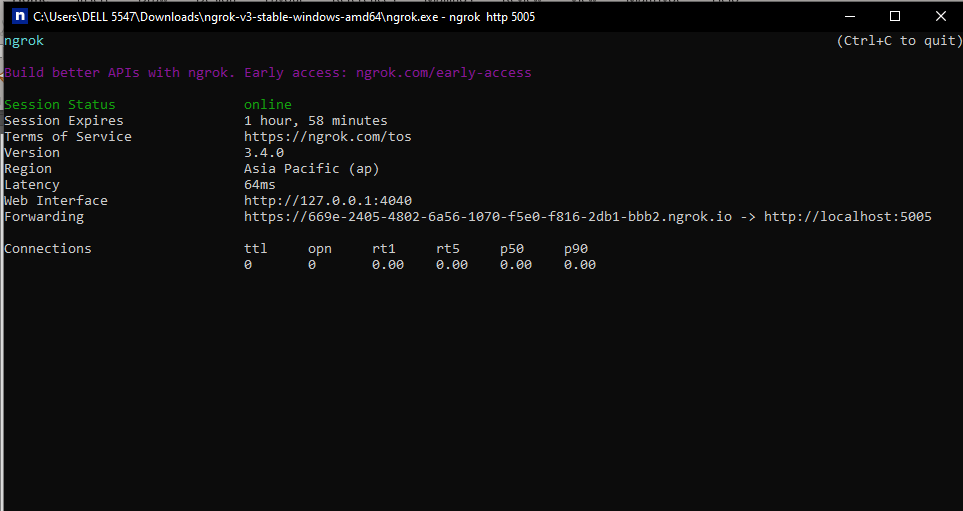 C:\Users\DELL 5547\Downloads\ngrok-v3-stable-windows-amd64\ngrok.exe - ngrok http 5005
ngrok (Ctrl+C to quit)
Build better APIs with ngrok. Early access: ngrok.com/early-access
Session Status online
Session Expires 1 hour, 58 minutes
Terms of Service https://ngrok.com/tos
Version 3.4.0
Region Asia Pacific (ap)
Latency 64ms
Web Interface http://127.0.0.1:4040
Forwarding https://669e-2405-4802-6a56-1070-f5e0-f816-2db1-bbb2.ngrok.io -> http://localhost:5005
Connections ttl opn rt1 rt5 p50 p90
0 0 0.00 0.00 0.00 0.00